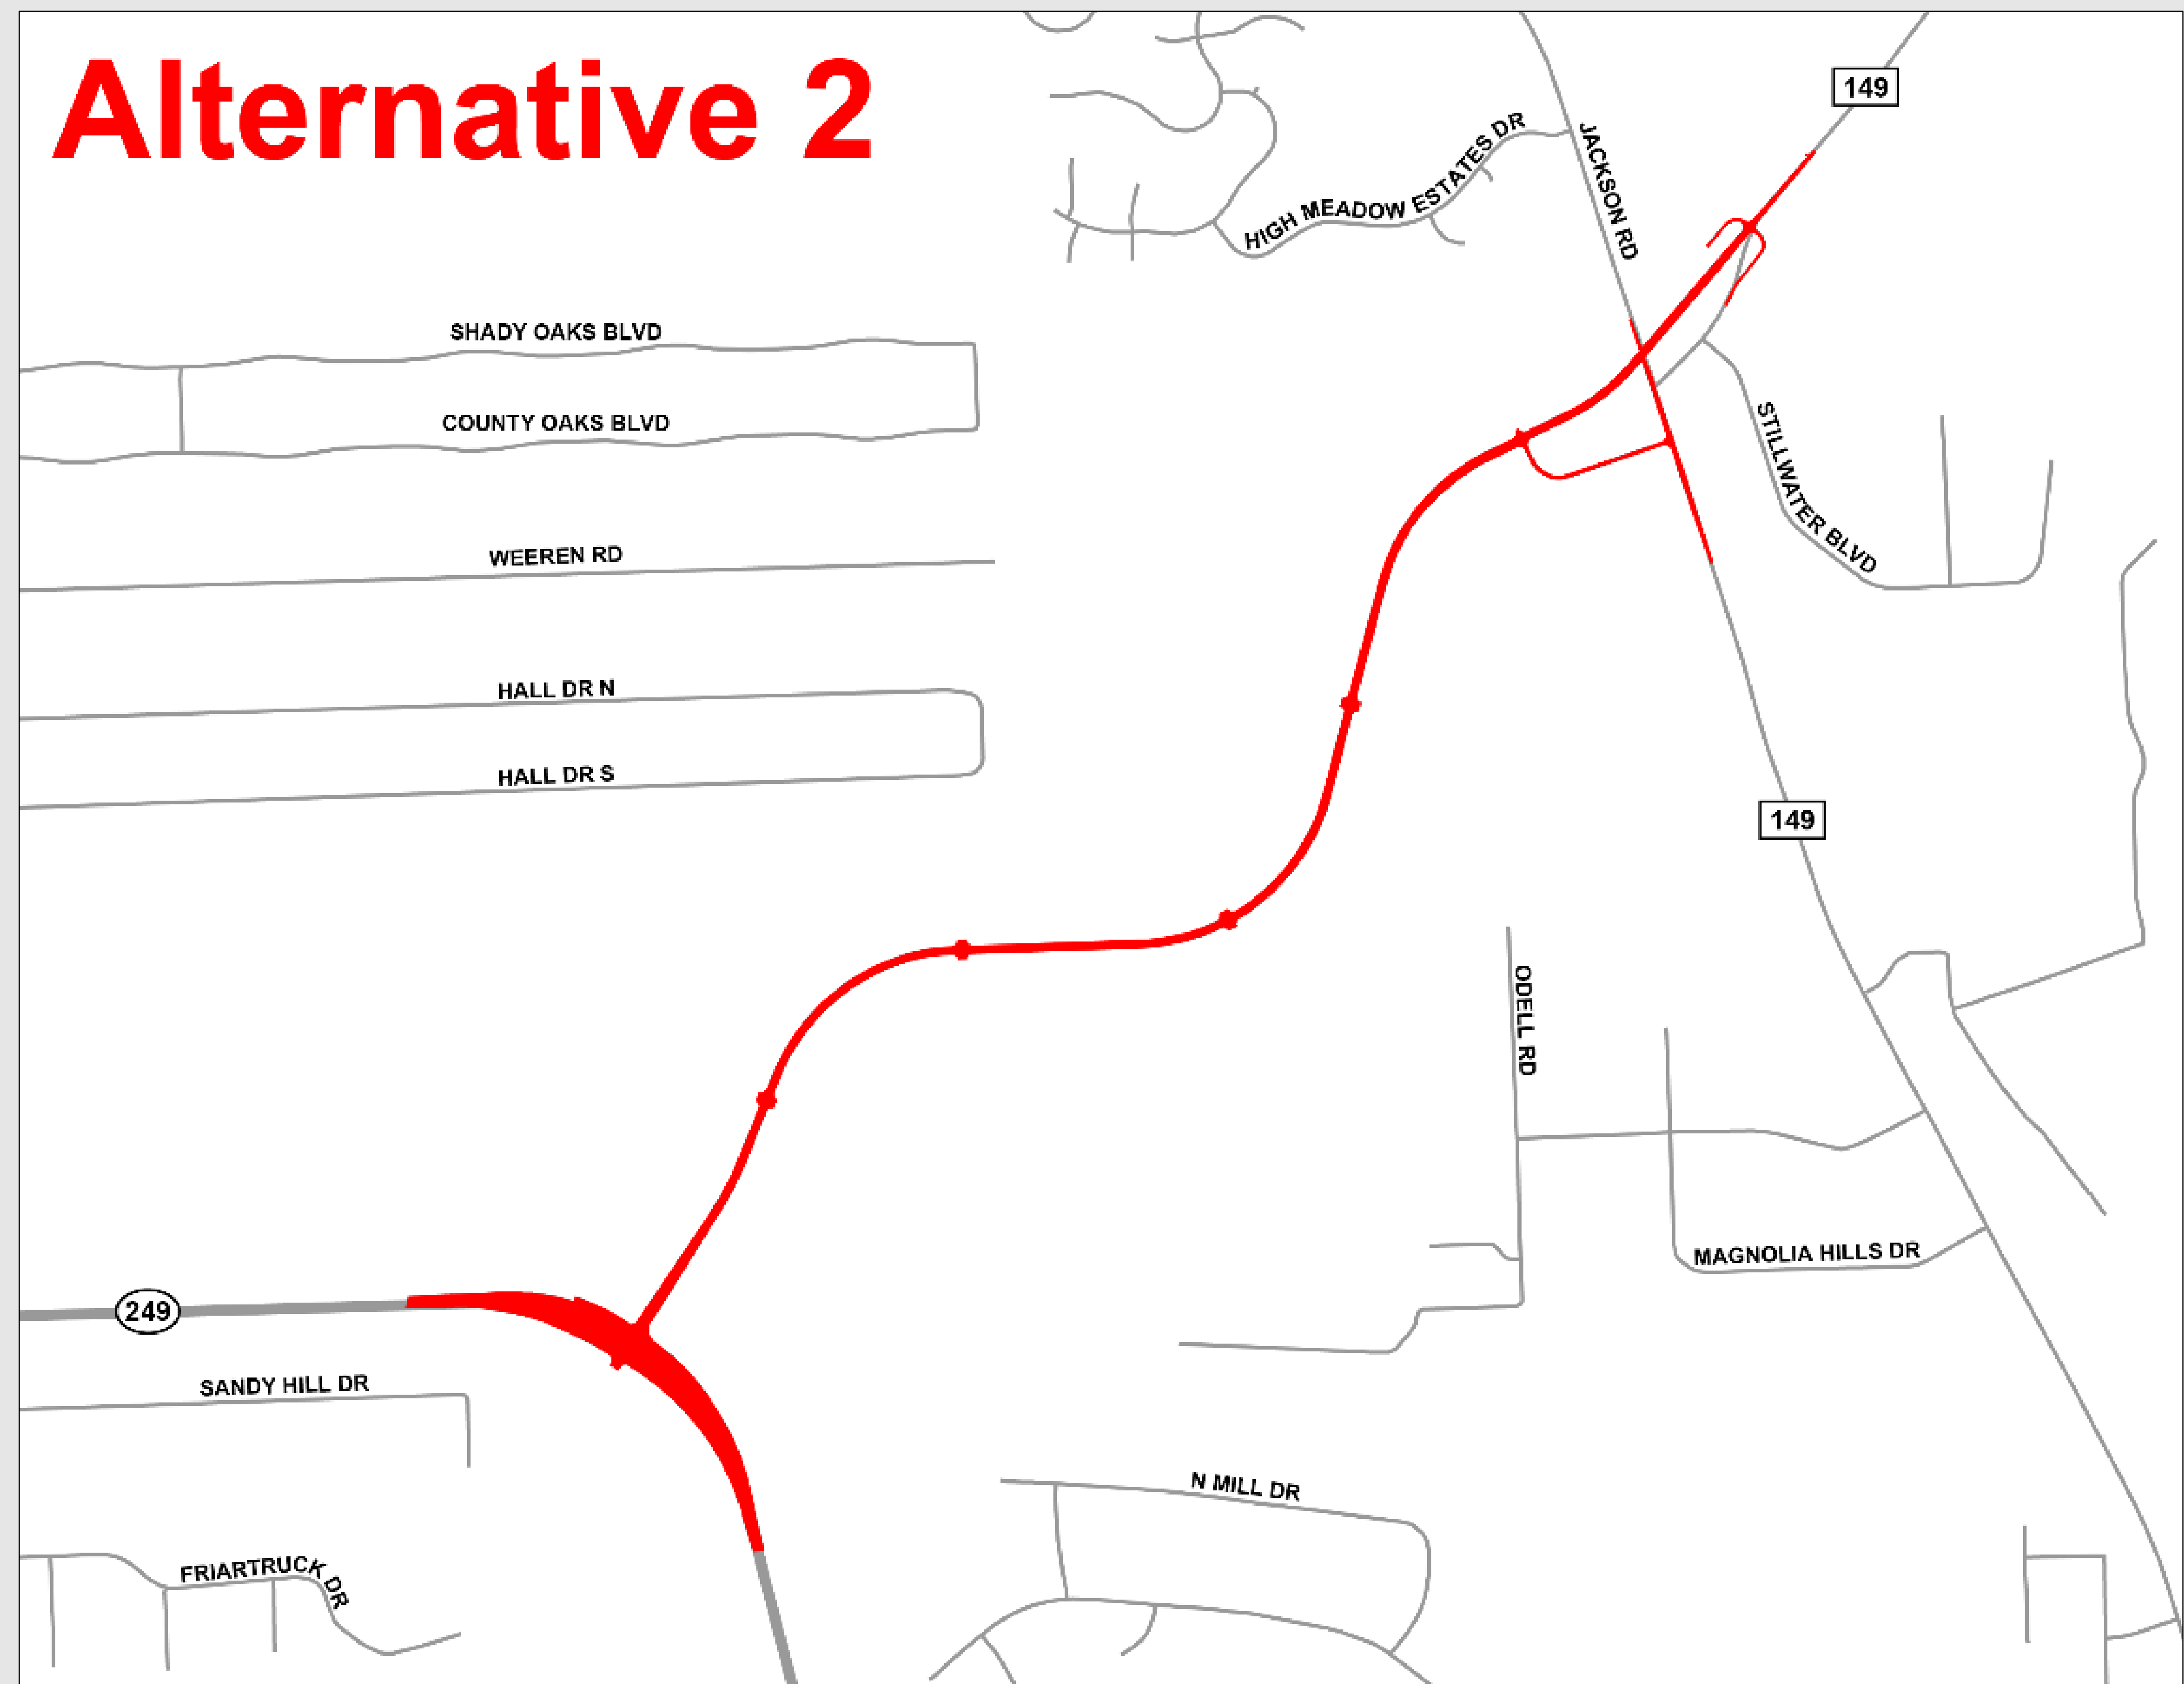 Alternative 2
149
HIGH MEADOW ESTATES DR
JACKSON RD
SHADY OAKS BLVD
COUNTY OAKS BLVD
STILLWATER BLVD
WEEREN RD
HALL DR N
HALL DR S
149
ODELL RD
MAGNOLIA HILLS DR
249
SANDY HILL DR
N MILL DR
FRIARTRUCK DR